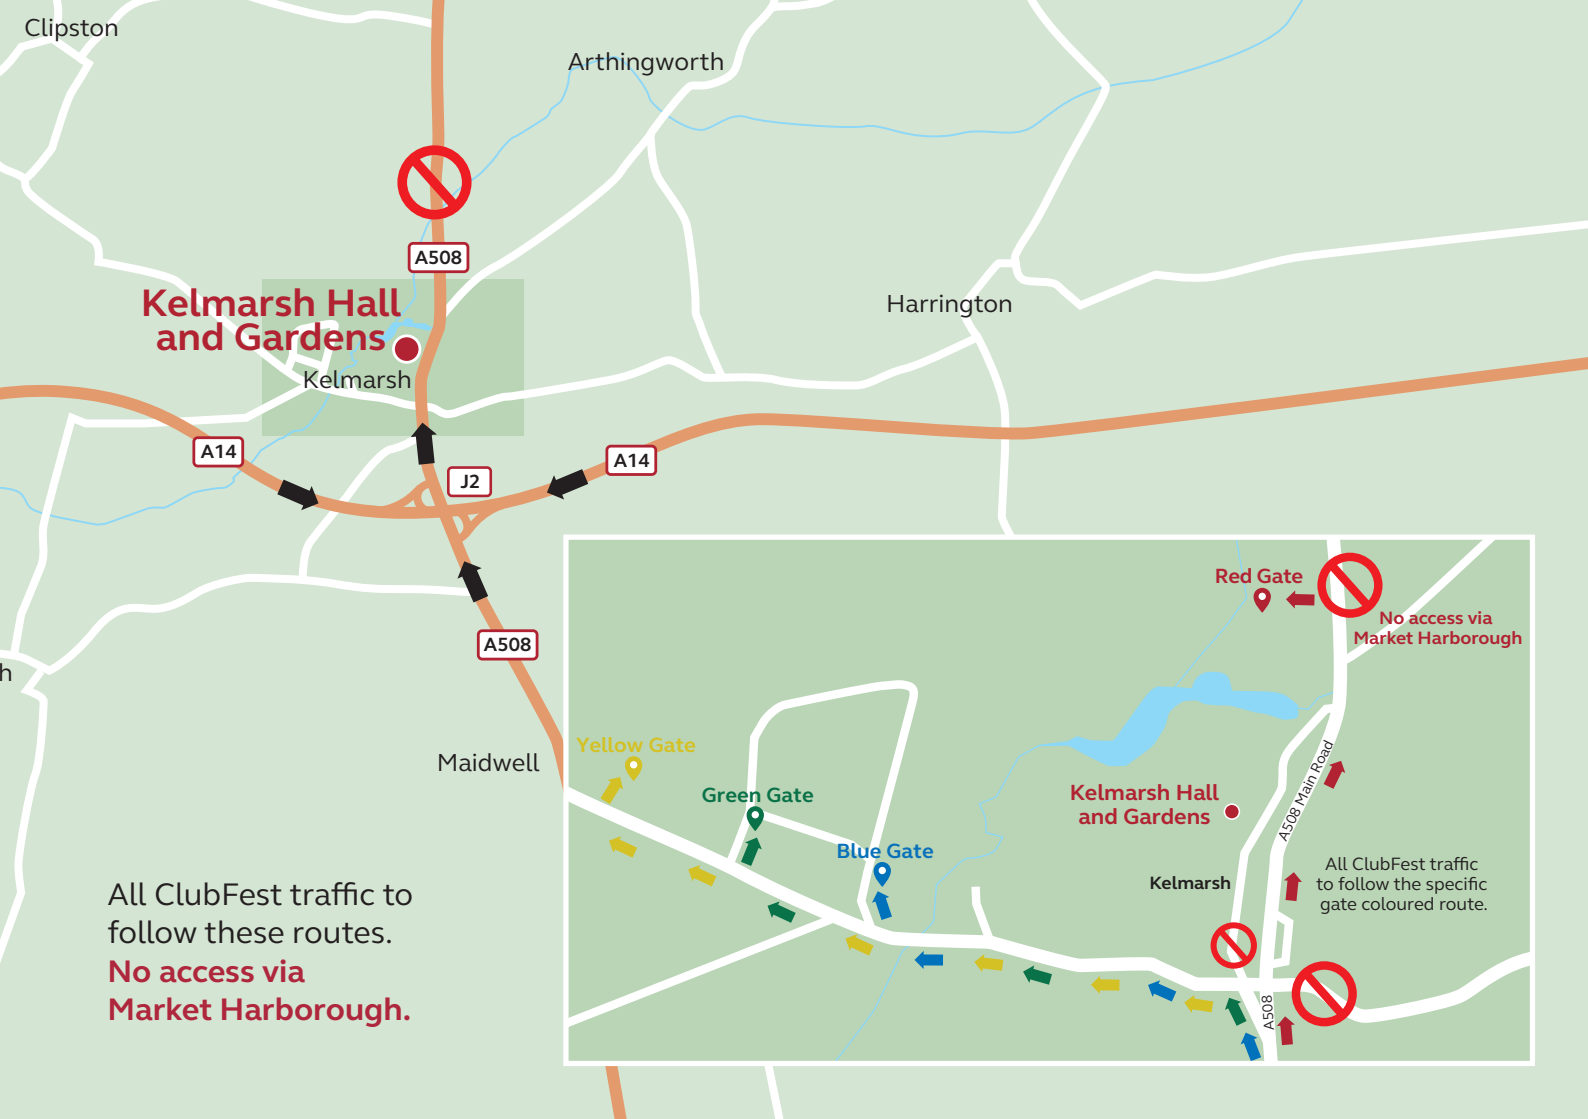 Clipston
Arthingworth
A508
Kelmarsh Hall
and Gardens
Harrington
Kelmarsh
A14
A14
J2
A508
h
Maidwell
All ClubFest traffic to
follow these routes.
No access via
Market Harborough.
Red Gate
No access via
Market Harborough
Yellow Gate
Green Gate
Blue Gate
Kelmarsh Hall
and Gardens
A508 Main Road
Kelmarsh
All ClubFest traffic
to follow the specific
gate coloured route.
A508